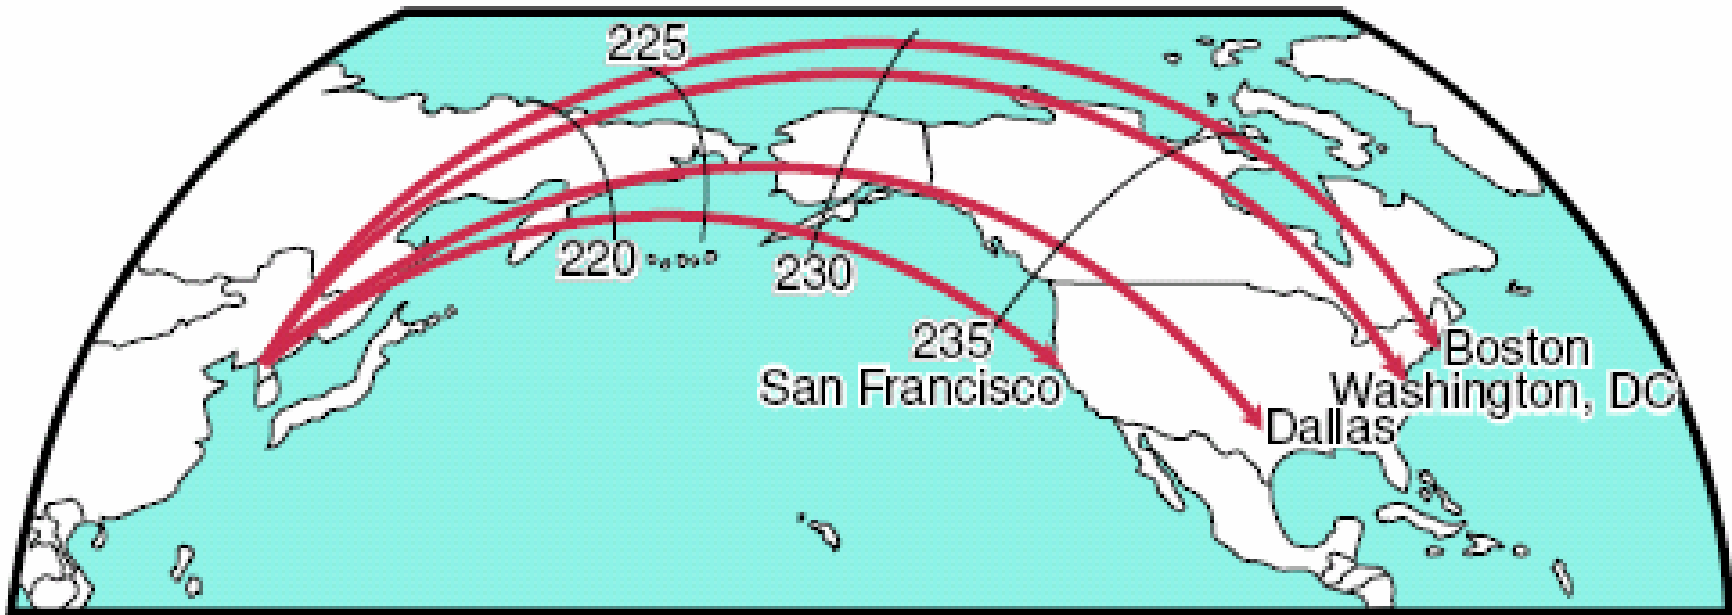 225
220
230
235
San Francisco
Boston
Washington, DC
Dallas